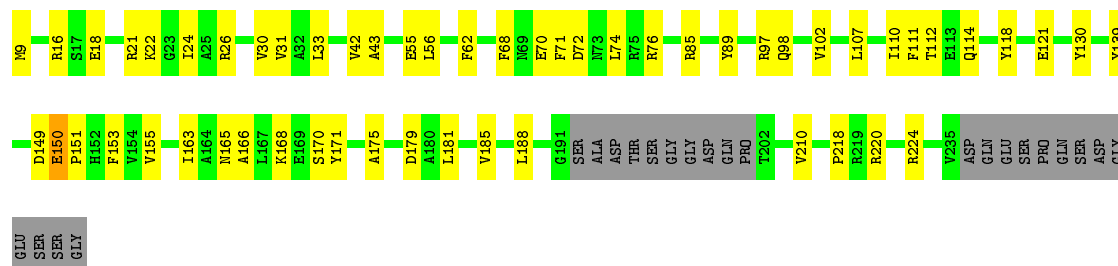 M9 R16 S17 E18 R21 K22 G23 I24 A25 R26 V30 V31 A32 L33 V42 A43 E55 L56 F62 F68 N69 E70 F71 D72 N73 L74 R75 R76 R85 Y89 R97 Q98 V102 L107 I110 F111 T112 E113 Q114 Y118 E121 Y130 Y139
D149 E150 P151 H152 F153 V154 V155 I163 A164 N165 A166 L167 K168 E169 S170 Y171 A175 D179 A180 L181 V185 L188 G191 SER ALA ASP THR SER GLY GLY ASP GLN PRO T202 V210 P218 R219 R220 R224 V235 ASP GLN GLU SER PRO GLN SER ASP GLY
GLU SER SER GLY